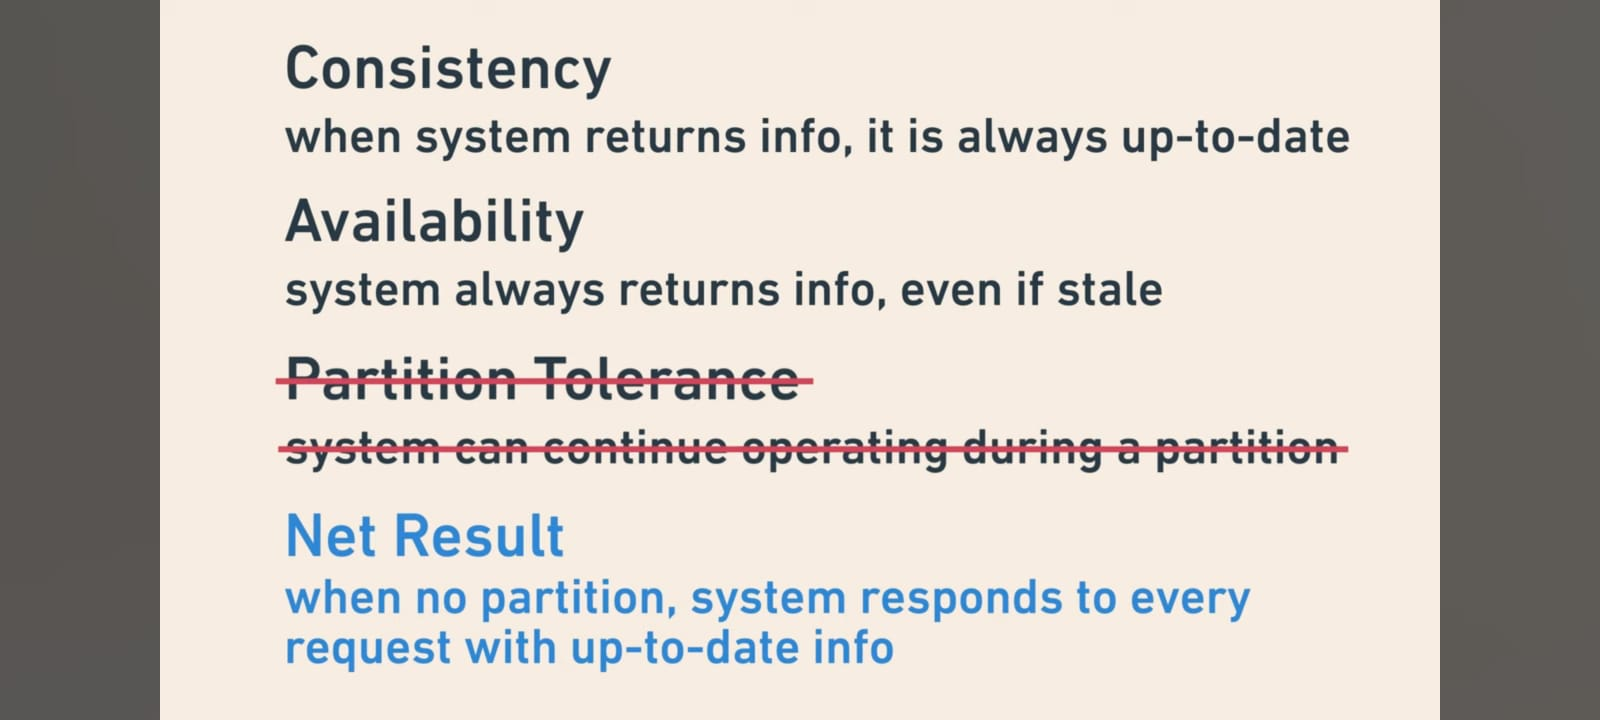 Consistency
when system returns info, it is always up-to-date
Availability
system always returns info, even if stale
Partition Tolerance
system can continue operating during a partition
Net Result
when no partition, system responds to every
request with up-to-date info